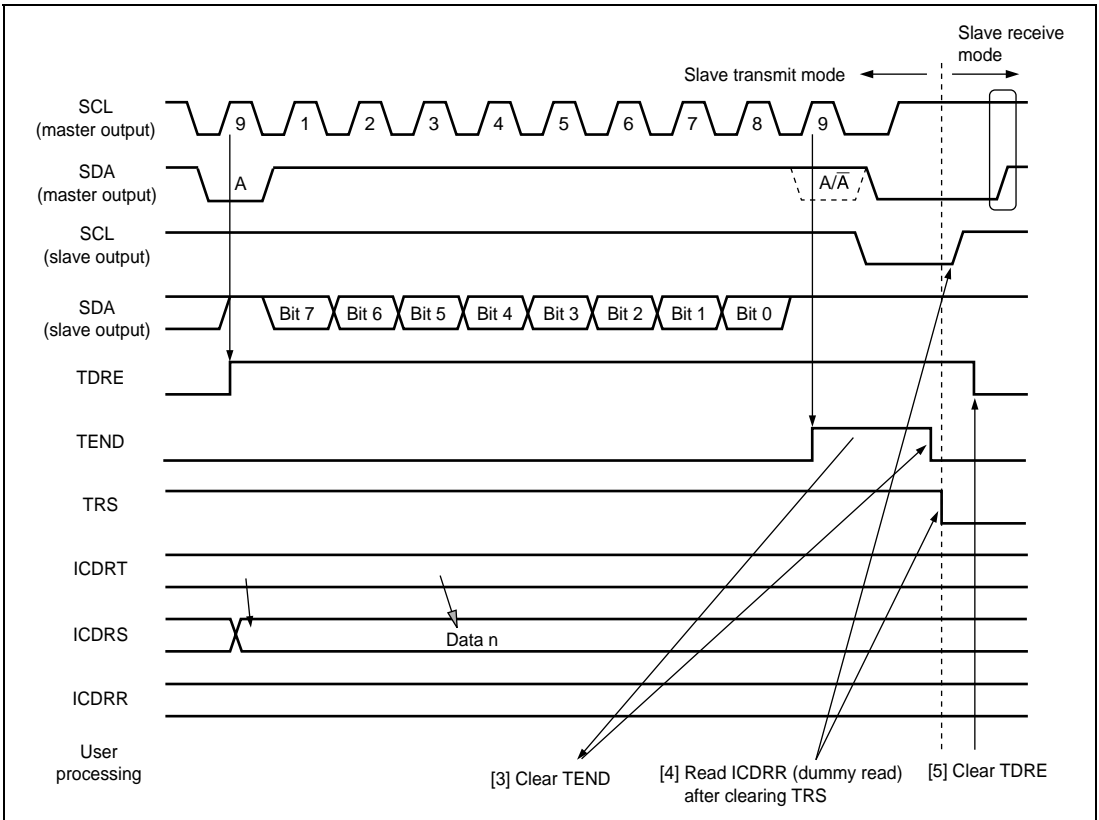 Slave receive
mode
Slave transmit mode
SCL
(master output)
9 1 2 3 4 5 6 7 8 9
SDA
(master output)
A
A/A̅
SCL
(slave output)
SDA
(slave output)
Bit 7 Bit 6 Bit 5 Bit 4 Bit 3 Bit 2 Bit 1 Bit 0
TDRE
TEND
TRS
ICDRT
ICDRS
Data n
ICDRR
User
processing
[3] Clear TEND
[4] Read ICDRR (dummy read)
after clearing TRS
[5] Clear TDRE